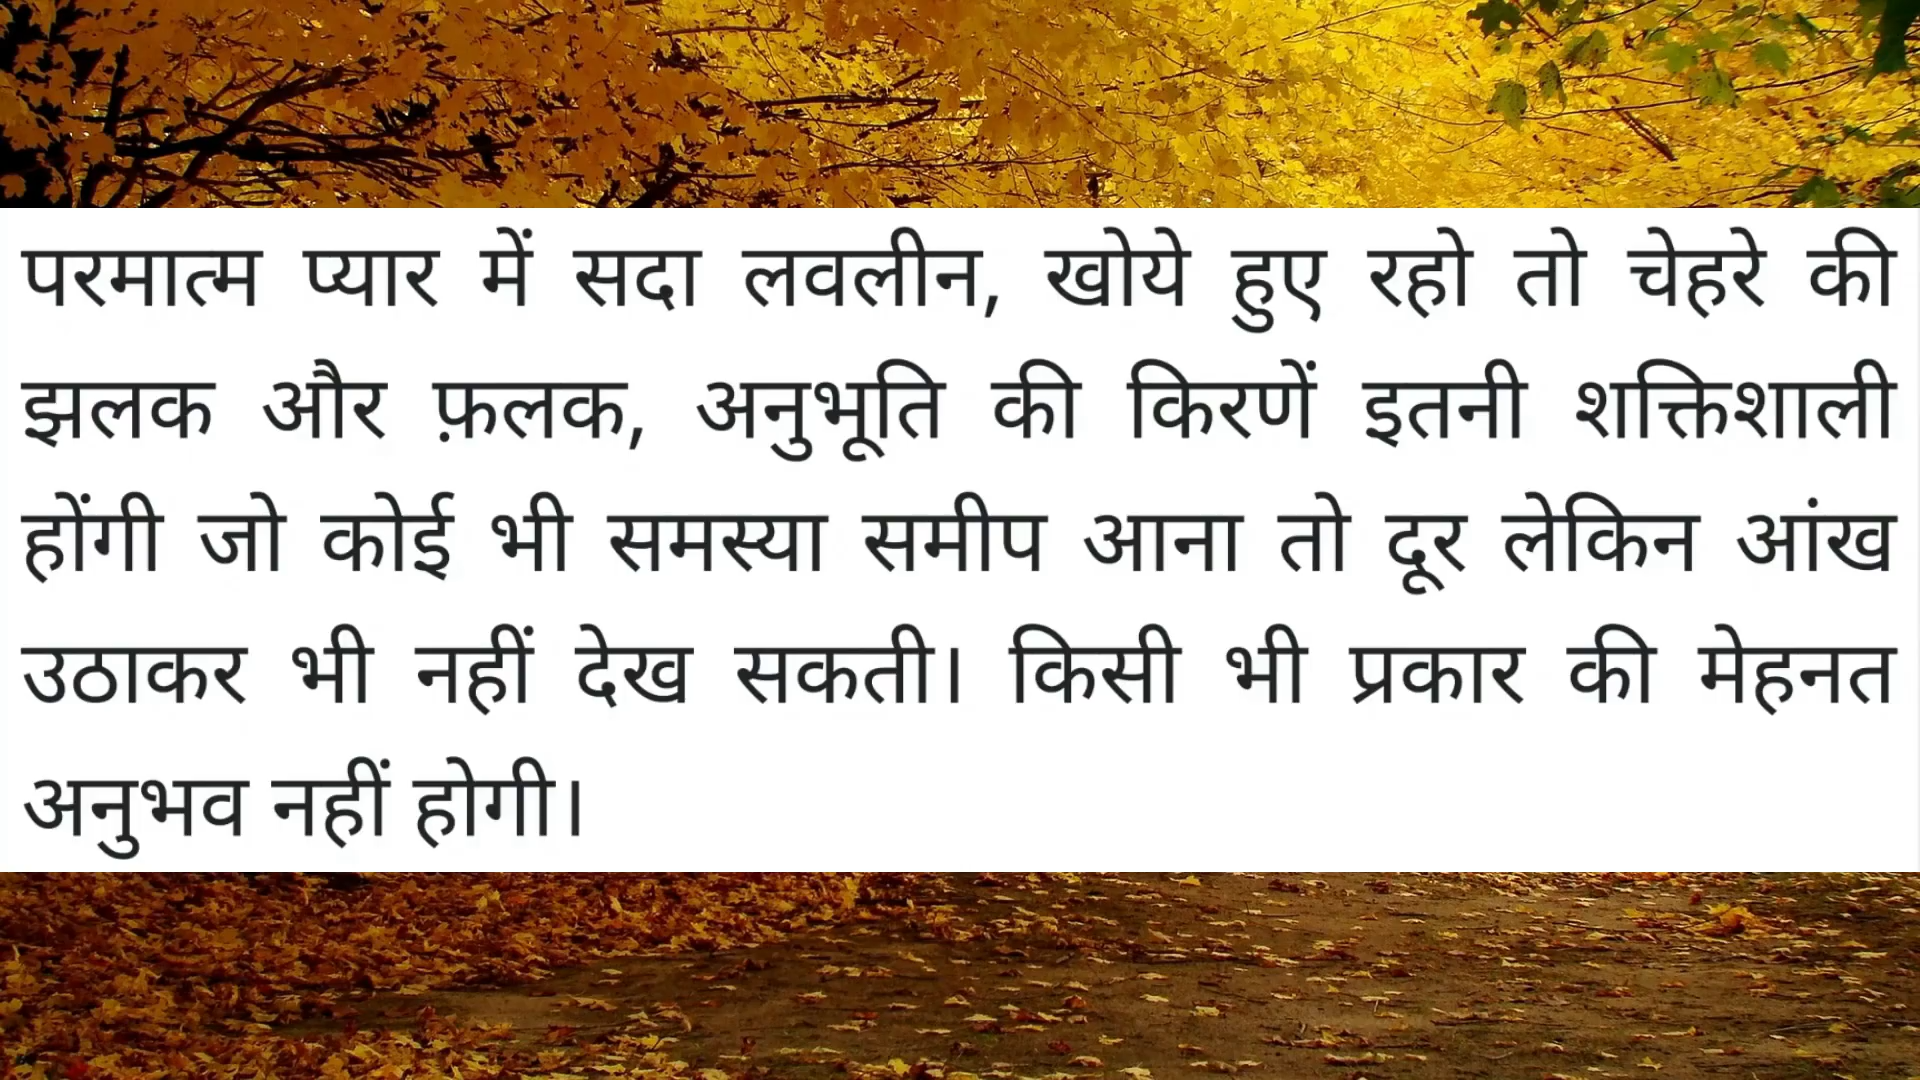 परमात्म प्यार में सदा लवलीन, खोये हुए रहो तो चेहरे की
झलक और फ़लक, अनुभूति की किरणें इतनी शक्तिशाली
होंगी जो कोई भी समस्या समीप आना तो दूर लेकिन आंख
उठाकर भी नहीं देख सकती। किसी भी प्रकार की मेहनत
अनुभव नहीं होगी।